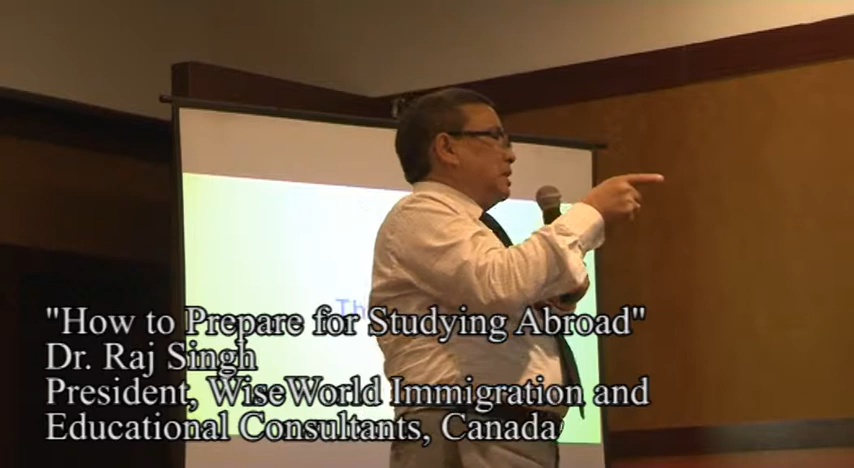 "How to Prepare for Studying Abroad"
Dr. Raj Singh
President, WiseWorld Immigration and
Educational Consultants, Canada